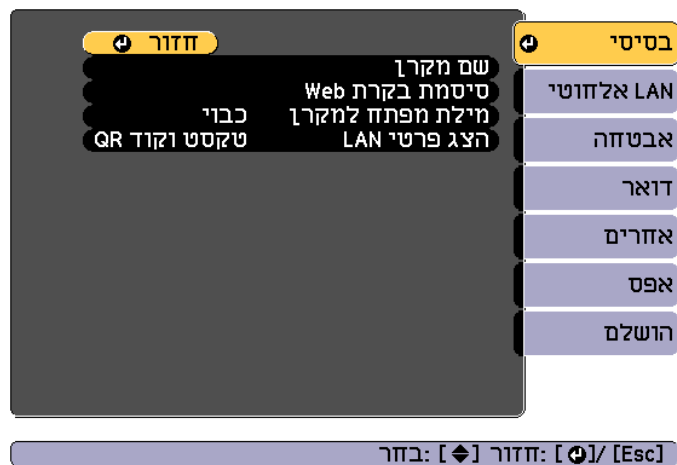 בסיסי
LAN אלחוטי
אבטחה
דואר
אחרים
אפס
הושלם
חזור
שם מקרן
סיסמת בקרת Web
מילת מפתח למקרן כבוי
הצג פרטי LAN טקסט וקוד QR
[Esc] /[ ] :חזור [ ] :בחר